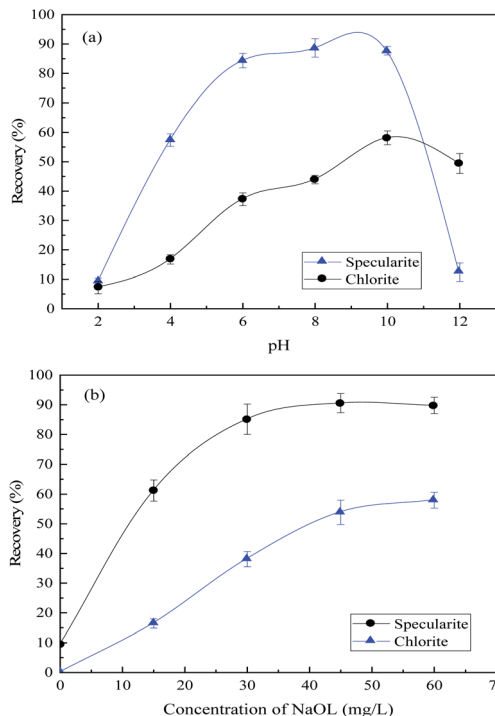 (a)
100
90
80
70
60
50
40
30
20
10
0
Recovery (%)
Specularite
Chlorite
2 4 6 8 10 12
pH
(b)
100
90
80
70
60
50
40
30
20
10
0
Recovery (%)
Specularite
Chlorite
0 10 20 30 40 50 60
Concentration of NaOL (mg/L)